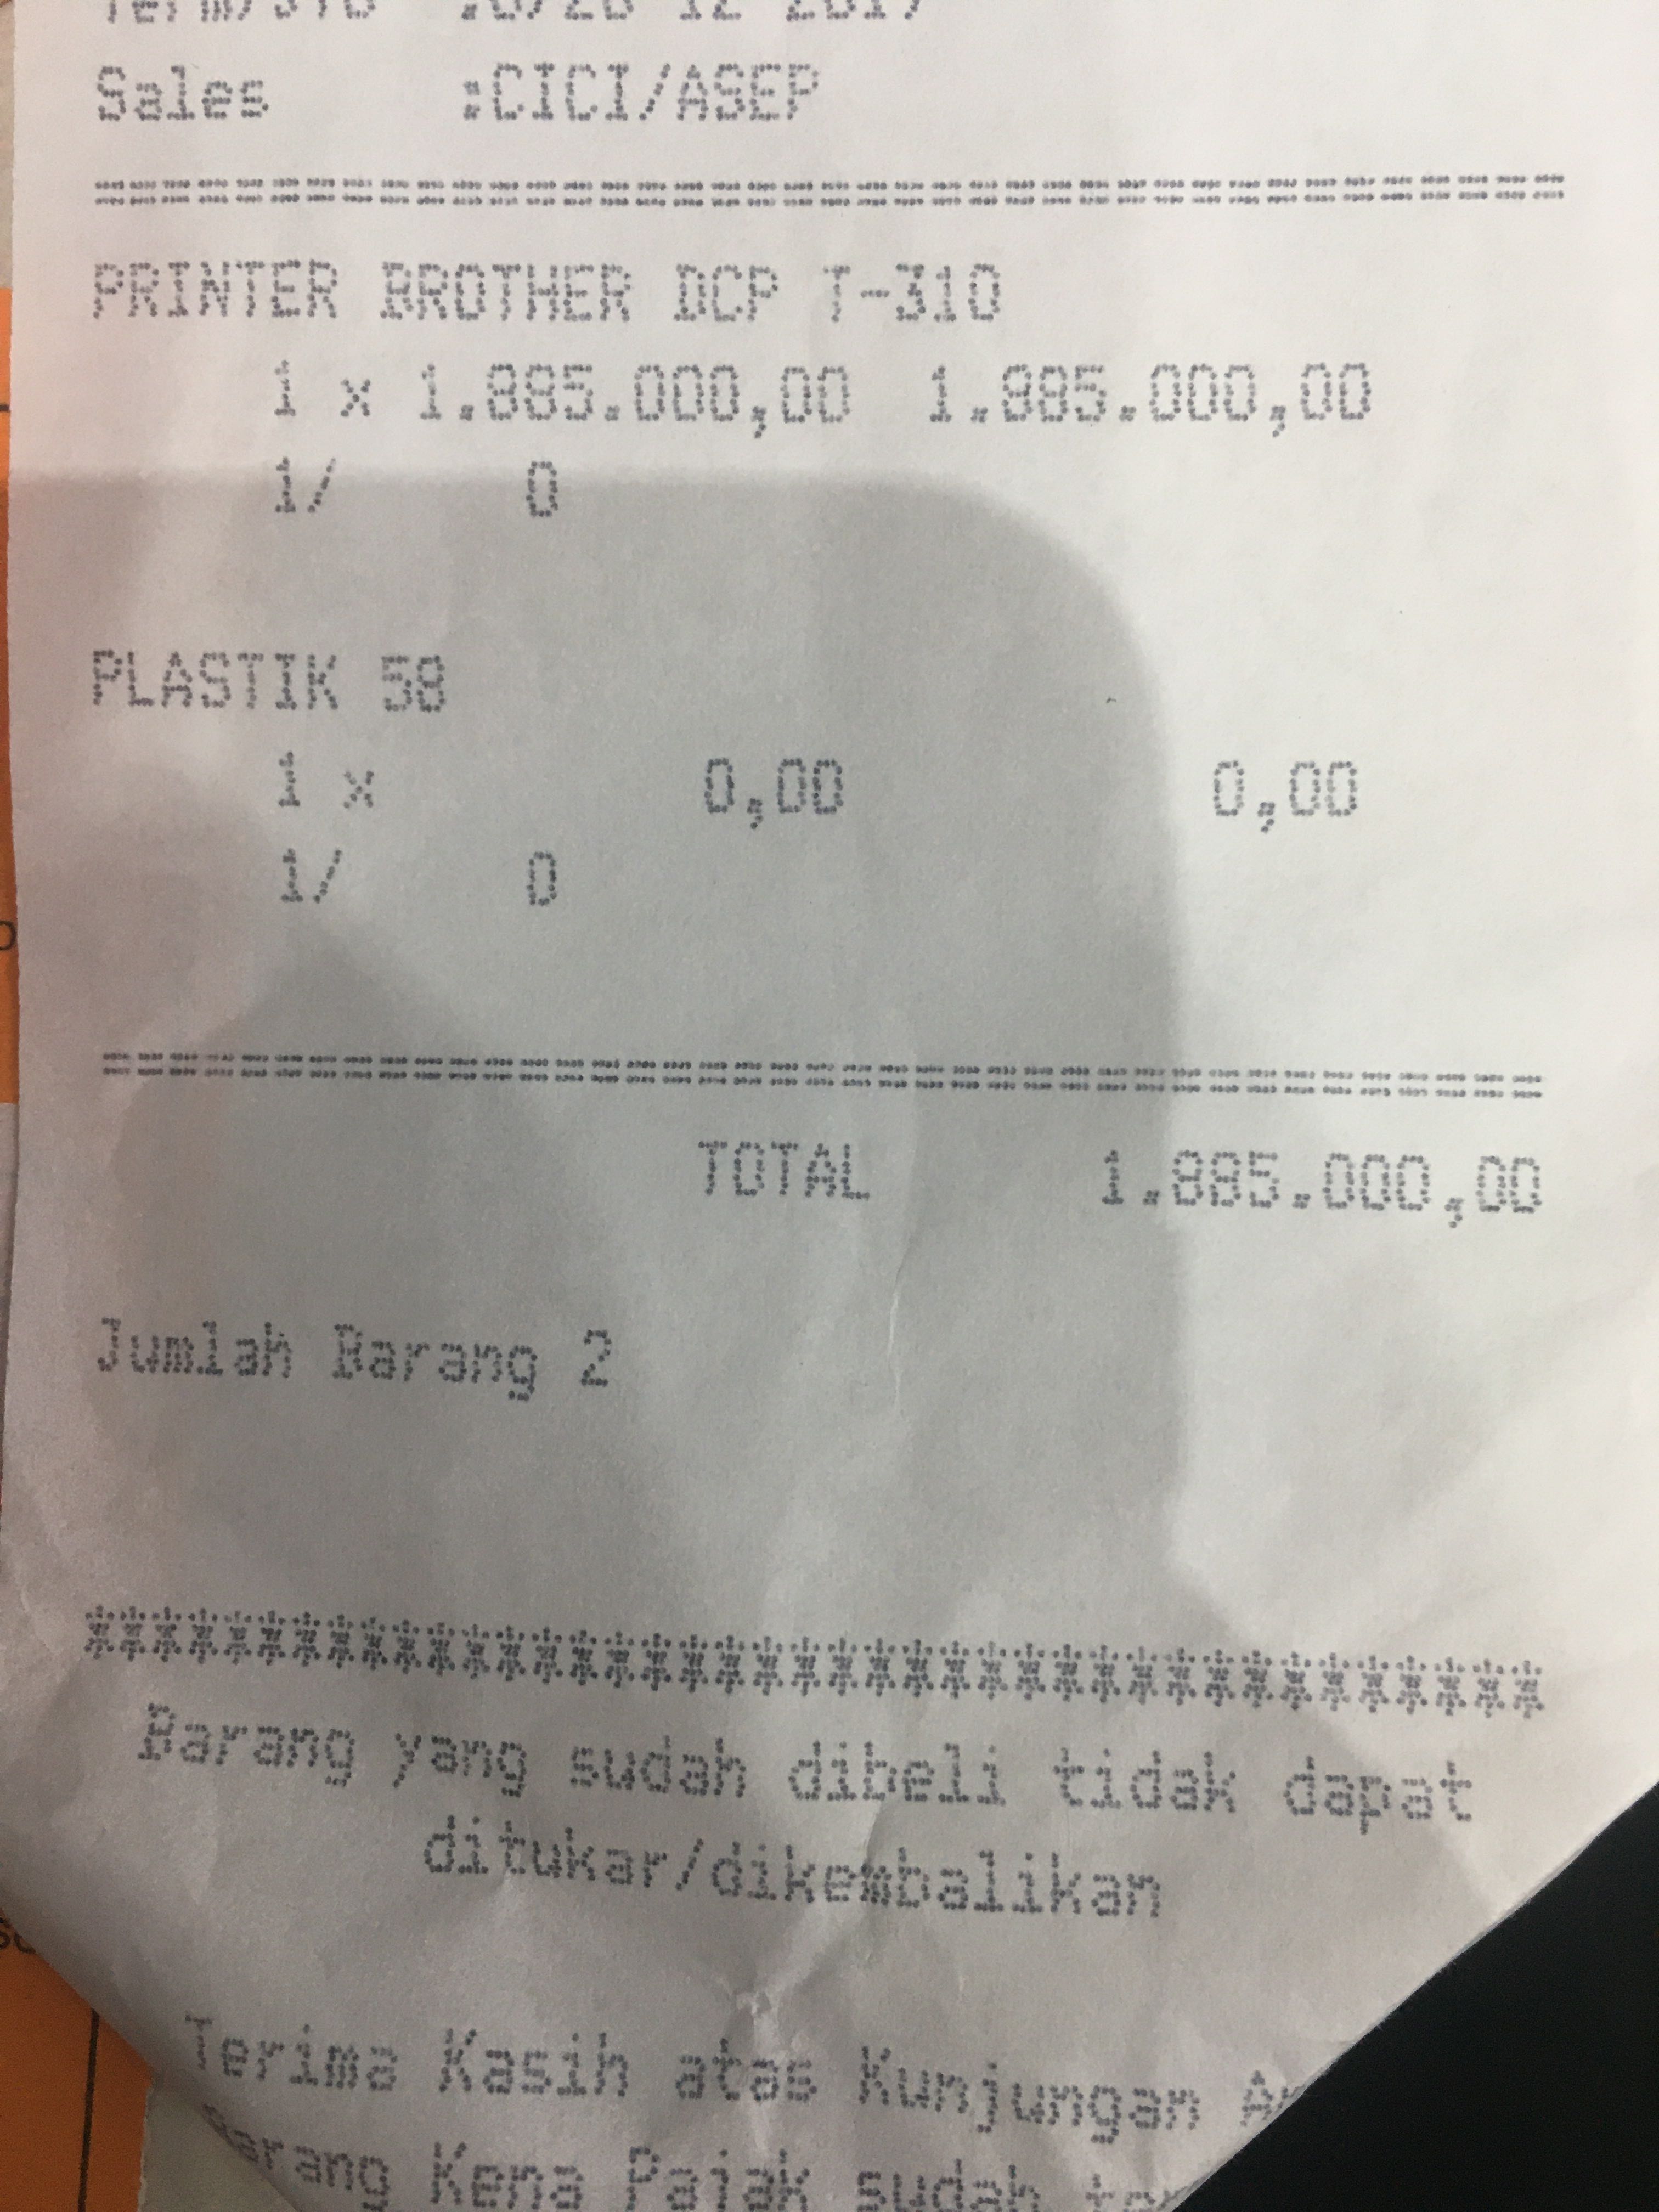 Sales :CICI/ASEP
PRINTER BROTHER DCP T-310
1 x 1.885.000,00 1.885.000,00
1/ 0
PLASTIK 58
1 x 0,00 0,00
1/ 0
TOTAL 1.885.000,00
Jumlah Barang 2
****************************************
Barang yang sudah dibeli tidak dapat
ditukar/dikembalikan
Terima Kasih atas Kunjungan
Kena Pajak sudah